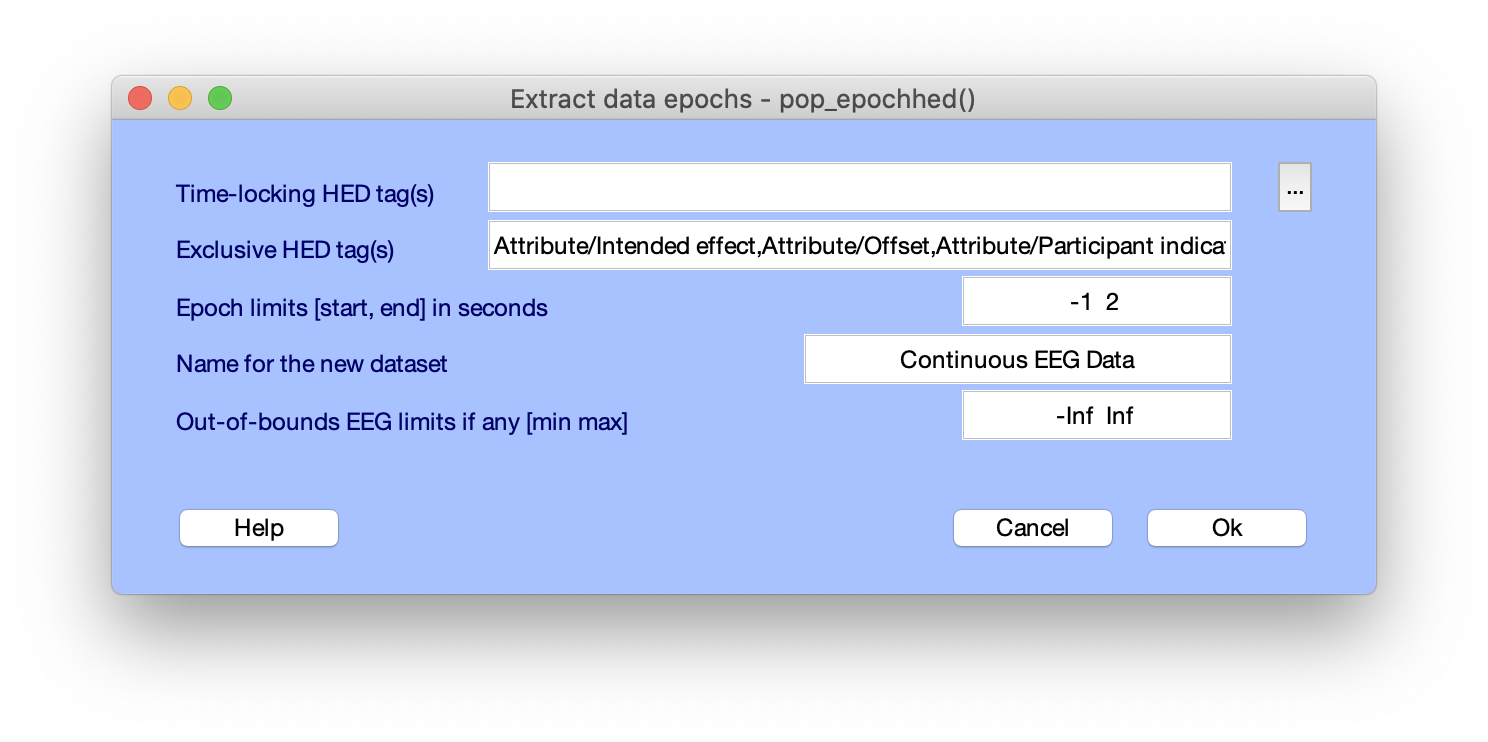 Extract data epochs - pop_epochhed()
Time-locking HED tag(s)
...
Exclusive HED tag(s) Attribute/Intended effect,Attribute/Offset,Attribute/Participant
Epoch limits [start, end] in seconds -1 2
Name for the new dataset Continuous EEG Data
Out-of-bounds EEG limits if any [min max] -Inf Inf
Help Cancel Ok